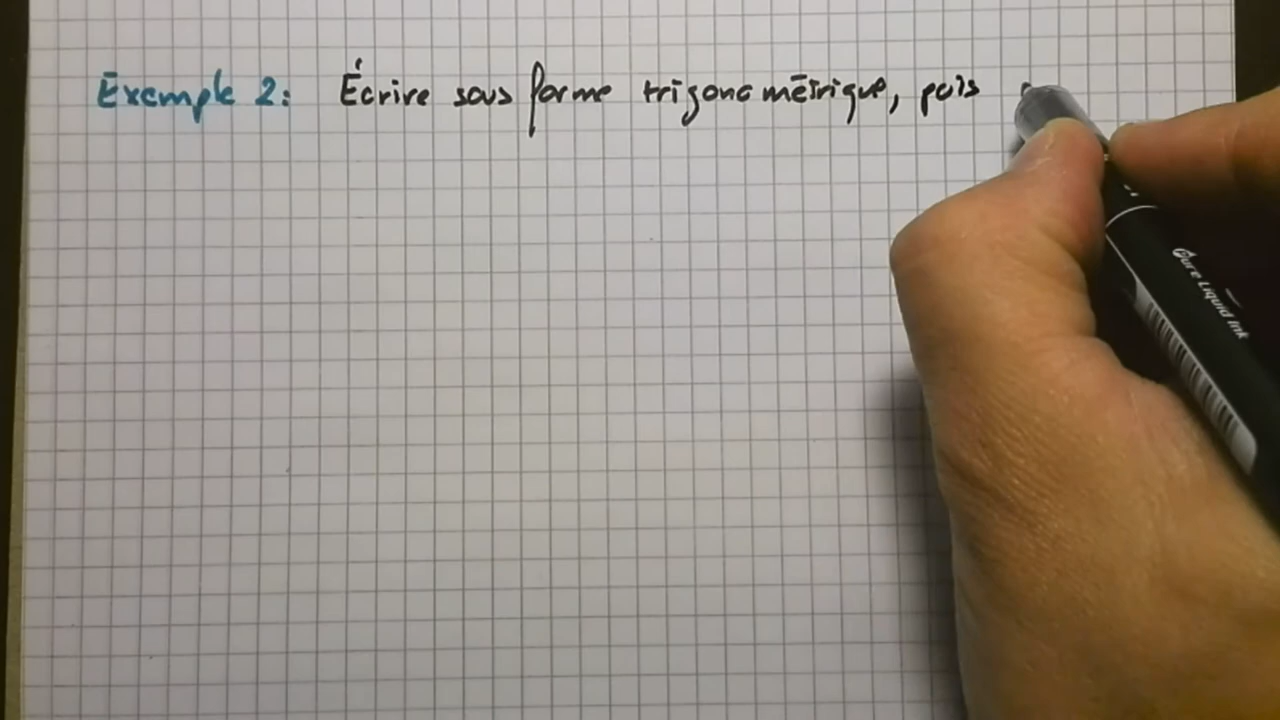 Exemple 2: Écrire sous forme trigonométrique, puis
Pure Liquid Ink